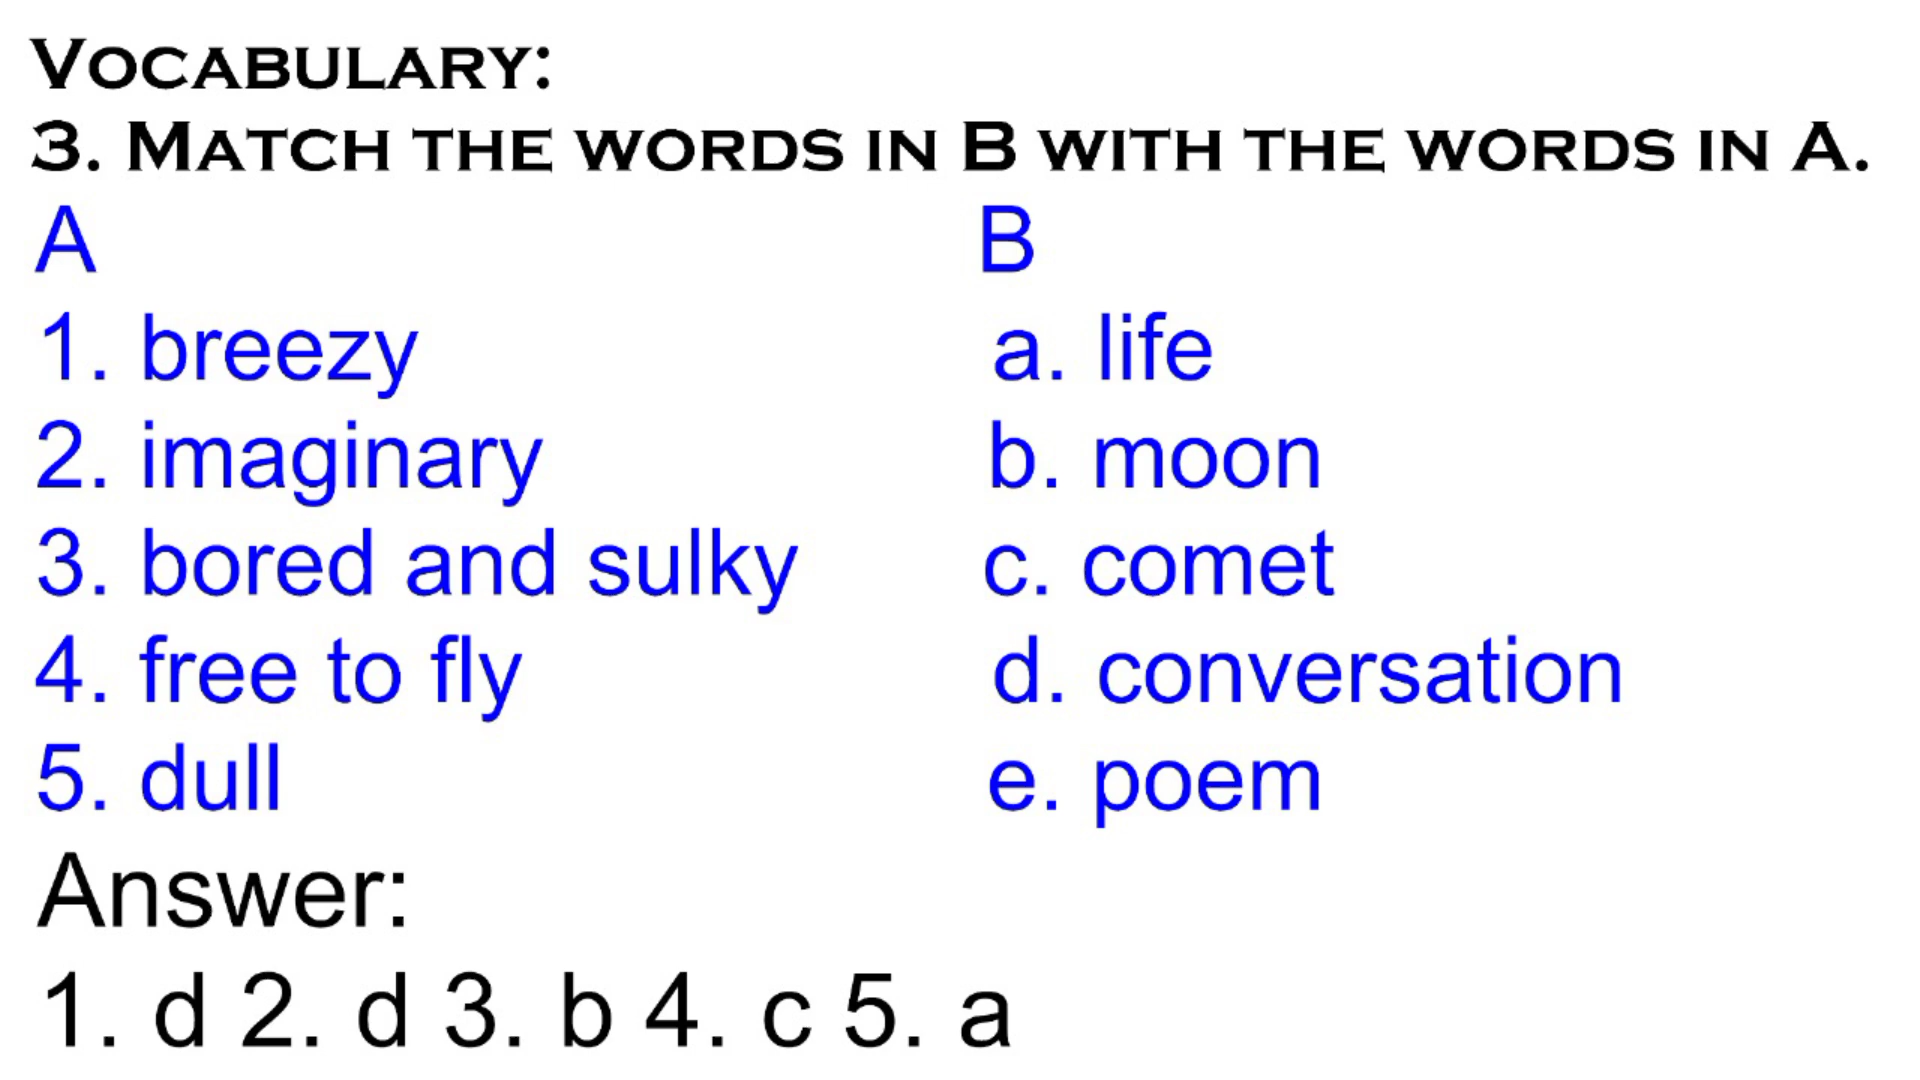 VOCABULARY:
3. MATCH THE WORDS IN B WITH THE WORDS IN A.
A B
1. breezy a. life
2. imaginary b. moon
3. bored and sulky c. comet
4. free to fly d. conversation
5. dull e. poem
Answer:
1. d 2. d 3. b 4. c 5. a